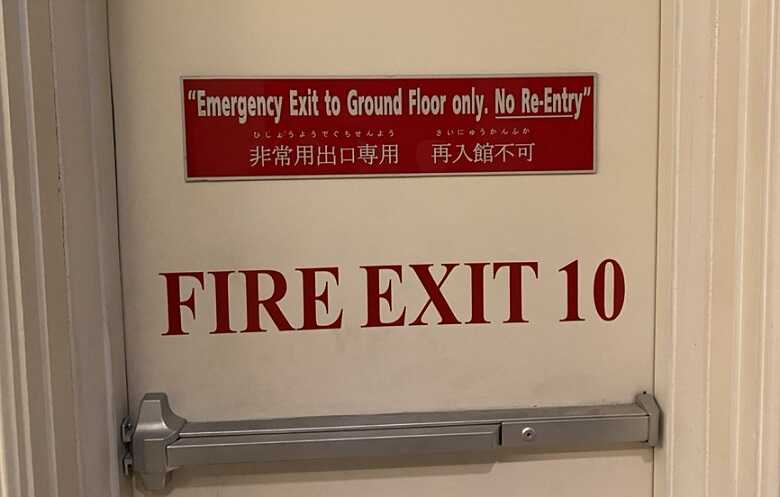 “Emergency Exit to Ground Floor only. No Re-Entry”
ひじょうようでぐちせんよう さいにゅうかんふか
非常用出口専用 再入館不可
FIRE EXIT 10